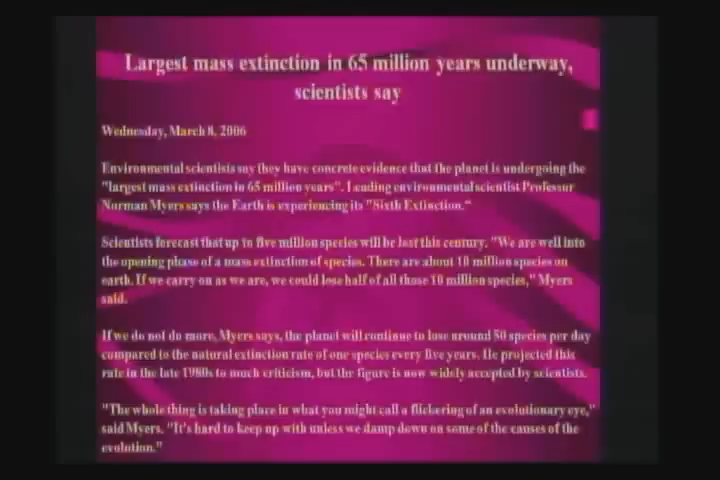 Largest mass extinction in 65 million years underway,
scientists say
Wednesday, March 8, 2006
Environmental scientists say they have concrete evidence that the planet is undergoing the
"largest mass extinction in 65 million years". Leading environmental scientist Professor
Norman Myers says the Earth is experiencing its "Sixth Extinction."
Scientists forecast that up to five million species will be lost this century. "We are well into
the opening phase of a mass extinction of species. There are about 10 million species on
earth. If we carry on as we are, we could lose half of all those 10 million species," Myers
said.
If we do not do more, Myers says, the planet will continue to lose around 50 species per day
compared to the natural extinction rate of one species every five years. He projected this
rate in the late 1980s to much criticism, but the figure is now widely accepted by scientists.
"The whole thing is taking place in what you might call a flickering of an evolutionary eye,"
said Myers. "It's hard to keep up with unless we damp down on some of the causes of the
evolution."